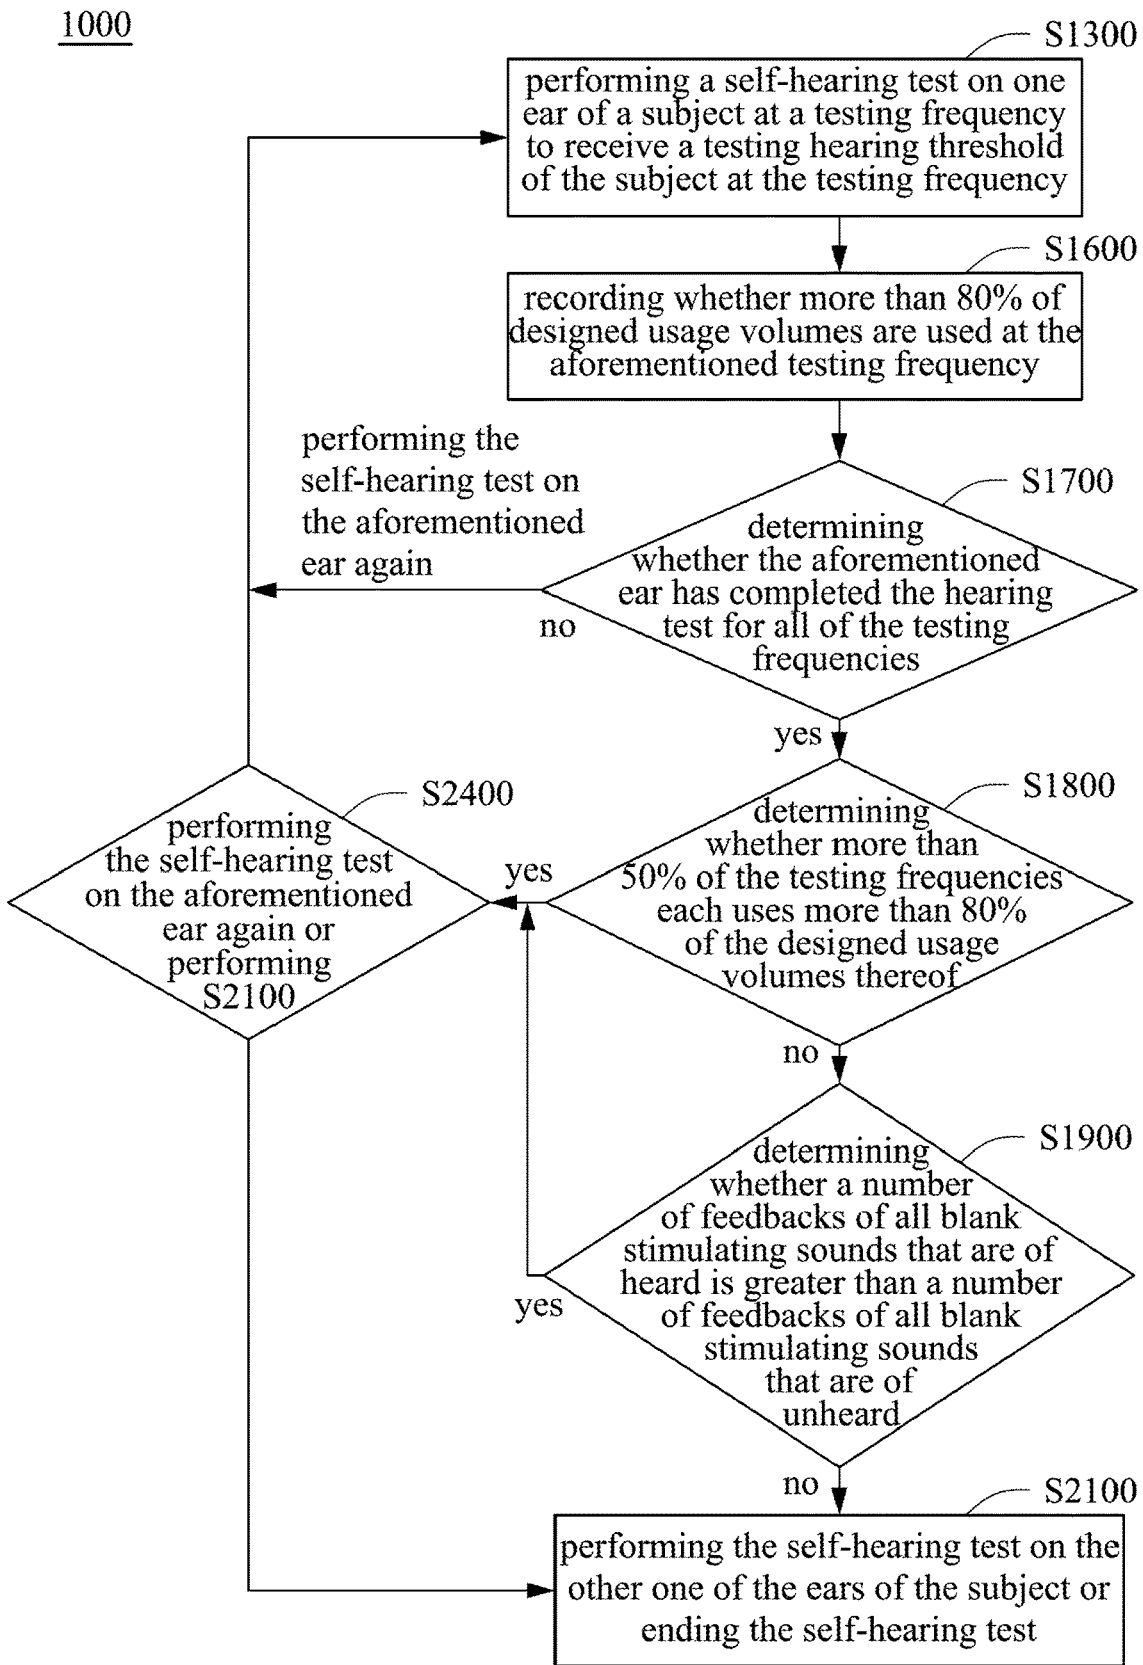 1000
S1300
performing a self-hearing test on one
ear of a subject at a testing frequency
to receive a testing hearing threshold
of the subject at the testing frequency
S1600
recording whether more than 80% of
designed usage volumes are used at the
aforementioned testing frequency
performing the
self-hearing test on
the aforementioned
ear again
S1700
determining
whether the aforementioned
ear has completed the hearing
test for all of the testing
frequencies
no
yes
S1800
determining
whether more than
50% of the testing frequencies
each uses more than 80%
of the designed usage
volumes thereof
yes
no
S2400
performing
the self-hearing test
on the aforementioned
ear again or
performing
S2100
S1900
determining
whether a number
of feedbacks of all blank
stimulating sounds that are of
heard is greater than a number
of feedbacks of all blank
stimulating sounds
that are of
unheard
yes
no
S2100
performing the self-hearing test on the
other one of the ears of the subject or
ending the self-hearing test